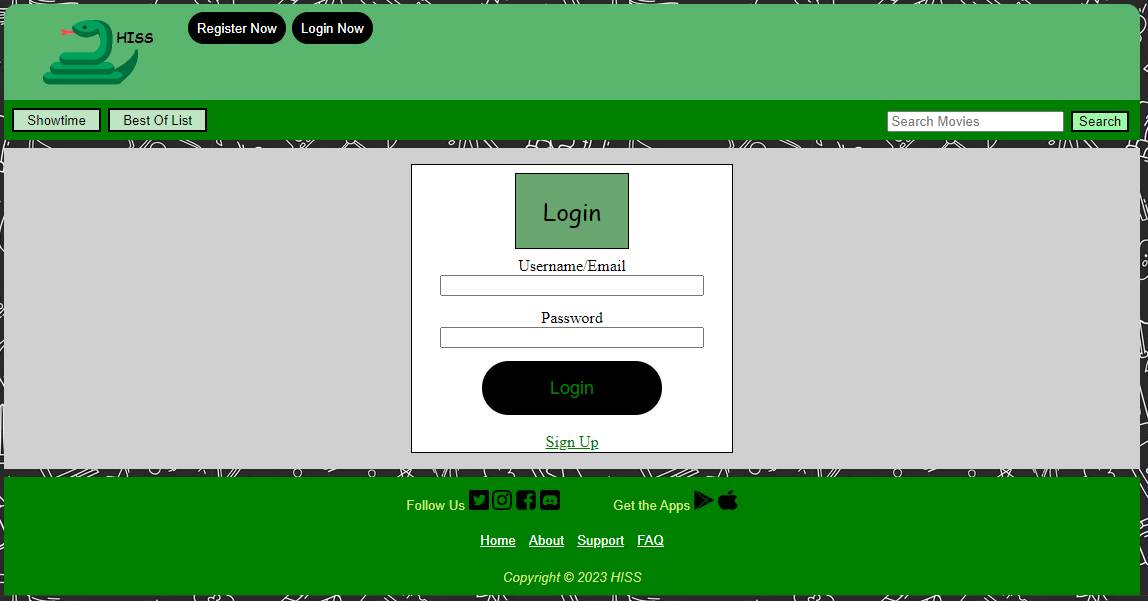 HISS
Register Now Login Now
Showtime Best Of List Search Movies Search
Login
Username/Email
Password
Login
Sign Up
Follow Us Get the Apps
Home About Support FAQ
Copyright © 2023 HISS